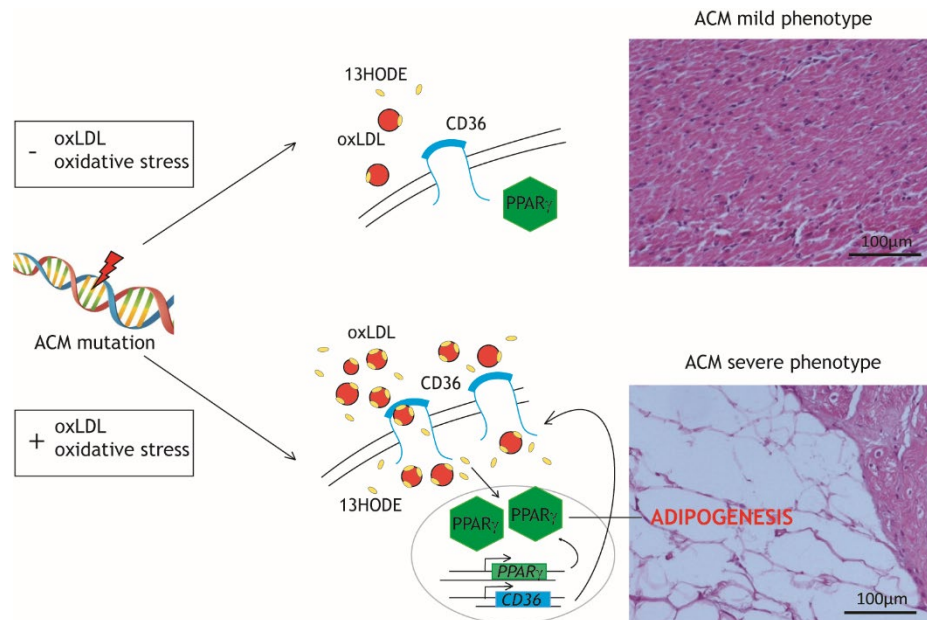 ACM mild phenotype
13HODE
oxLDL
CD36
PPARγ
100µm
- oxLDL
oxidative stress
ACM mutation
+ oxLDL
oxidative stress
oxLDL
CD36
13HODE
PPARγ
PPARγ
PPARγ
CD36
ADIPOGENESIS
ACM severe phenotype
100µm